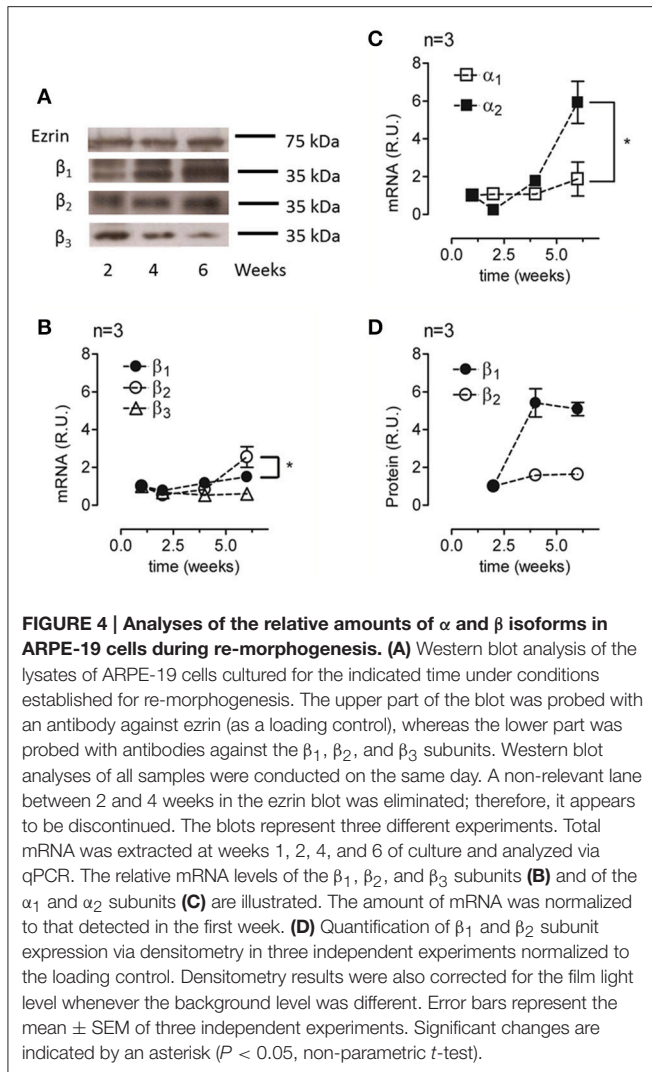 A
Ezrin
75 kDa
β1
35 kDa
β2
35 kDa
β3
35 kDa
2 4 6 Weeks
C
n=3
α1
α2
8
6
4
2
0
mRNA (R.U.)
*
0.0 2.5 5.0
time (weeks)
B
n=3
β1
β2
β3
8
6
4
2
0
mRNA (R.U.)
*
0.0 2.5 5.0
time (weeks)
D
n=3
β1
β2
8
6
4
2
0
Protein (R.U.)
0.0 2.5 5.0
time (weeks)
FIGURE 4 | Analyses of the relative amounts of α and β isoforms in
ARPE-19 cells during re-morphogenesis. (A) Western blot analysis of the
lysates of ARPE-19 cells cultured for the indicated time under conditions
established for re-morphogenesis. The upper part of the blot was probed with
an antibody against ezrin (as a loading control), whereas the lower part was
probed with antibodies against the β1, β2, and β3 subunits. Western blot
analyses of all samples were conducted on the same day. A non-relevant lane
between 2 and 4 weeks in the ezrin blot was eliminated; therefore, it appears
to be discontinued. The blots represent three different experiments. Total
mRNA was extracted at weeks 1, 2, 4, and 6 of culture and analyzed via
qPCR. The relative mRNA levels of the β1, β2, and β3 subunits (B) and of the
α1 and α2 subunits (C) are illustrated. The amount of mRNA was normalized
to that detected in the first week. (D) Quantification of β1 and β2 subunit
expression via densitometry in three independent experiments normalized to
the loading control. Densitometry results were also corrected for the film light
level whenever the background level was different. Error bars represent the
mean ± SEM of three independent experiments. Significant changes are
indicated by an asterisk (P < 0.05, non-parametric t-test).